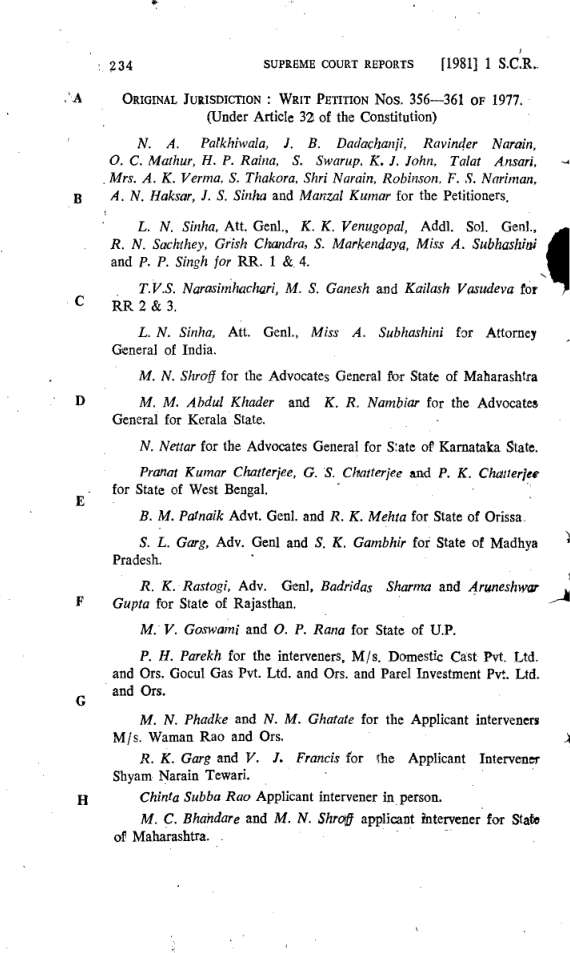 234 SUPREME COURT REPORTS [1981] 1 S.C.R.
A ORIGINAL JURISDICTION : WRIT PETITION NOS. 356—361 OF 1977.
(Under Article 32 of the Constitution)
N. A. Palkhiwala, J. B. Dadachanji, Ravinder Narain,
O. C. Mathur, H. P. Raina, S. Swarup, K. J. John, Talat Ansari,
Mrs. A. K. Verma, S. Thakora, Shri Narain, Robinson, F. S. Nariman,
B A. N. Haksar, J. S. Sinha and Manzal Kumar for the Petitioners.
L. N. Sinha, Att. Genl., K. K. Venugopal, Addl. Sol. Genl.,
R. N. Sachthey, Grish Chandra, S. Markendaya, Miss A. Subhashini
and P. P. Singh for RR. 1 & 4.
T.V.S. Narasimhachari, M. S. Ganesh and Kailash Vasudeva for
C RR 2 & 3.
L. N. Sinha, Att. Genl., Miss A. Subhashini for Attorney
General of India.
M. N. Shroff for the Advocates General for State of Maharashtra
D M. M. Abdul Khader and K. R. Nambiar for the Advocates
General for Kerala State.
N. Nettar for the Advocates General for State of Karnataka State.
Pranat Kumar Chatterjee, G. S. Chatterjee and P. K. Chatterjee
for State of West Bengal.
E
B. M. Patnaik Advt. Genl. and R. K. Mehta for State of Orissa.
S. L. Garg, Adv. Genl and S. K. Gambhir for State of Madhya
Pradesh.
R. K. Rastogi, Adv. Genl, Badridas Sharma and Aruneshwar
F Gupta for State of Rajasthan.
M. V. Goswami and O. P. Rana for State of U.P.
P. H. Parekh for the interveners, M/s. Domestic Cast Pvt. Ltd.
and Ors. Gocul Gas Pvt. Ltd. and Ors. and Parel Investment Pvt. Ltd.
and Ors.
G
M. N. Phadke and N. M. Ghatate for the Applicant interveners
M/s. Waman Rao and Ors.
R. K. Garg and V. J. Francis for the Applicant Intervener
Shyam Narain Tewari.
H Chinta Subba Rao Applicant intervener in person.
M. C. Bhandare and M. N. Shroff applicant intervener for State
of Maharashtra.